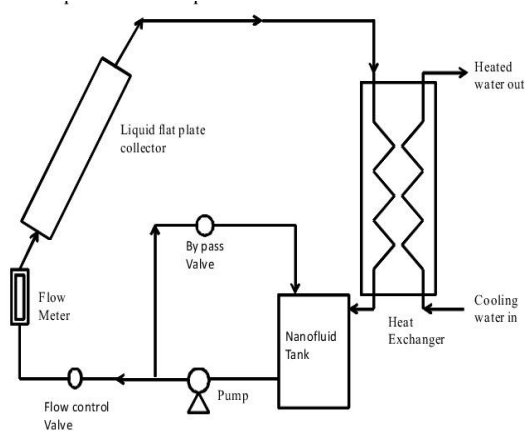 Heated
water out
Liquid flat plate
collector
By pass
Valve
Flow
Meter
Cooling
water in
Nanofluid
Tank
Heat
Exchanger
Pump
Flow control
Valve